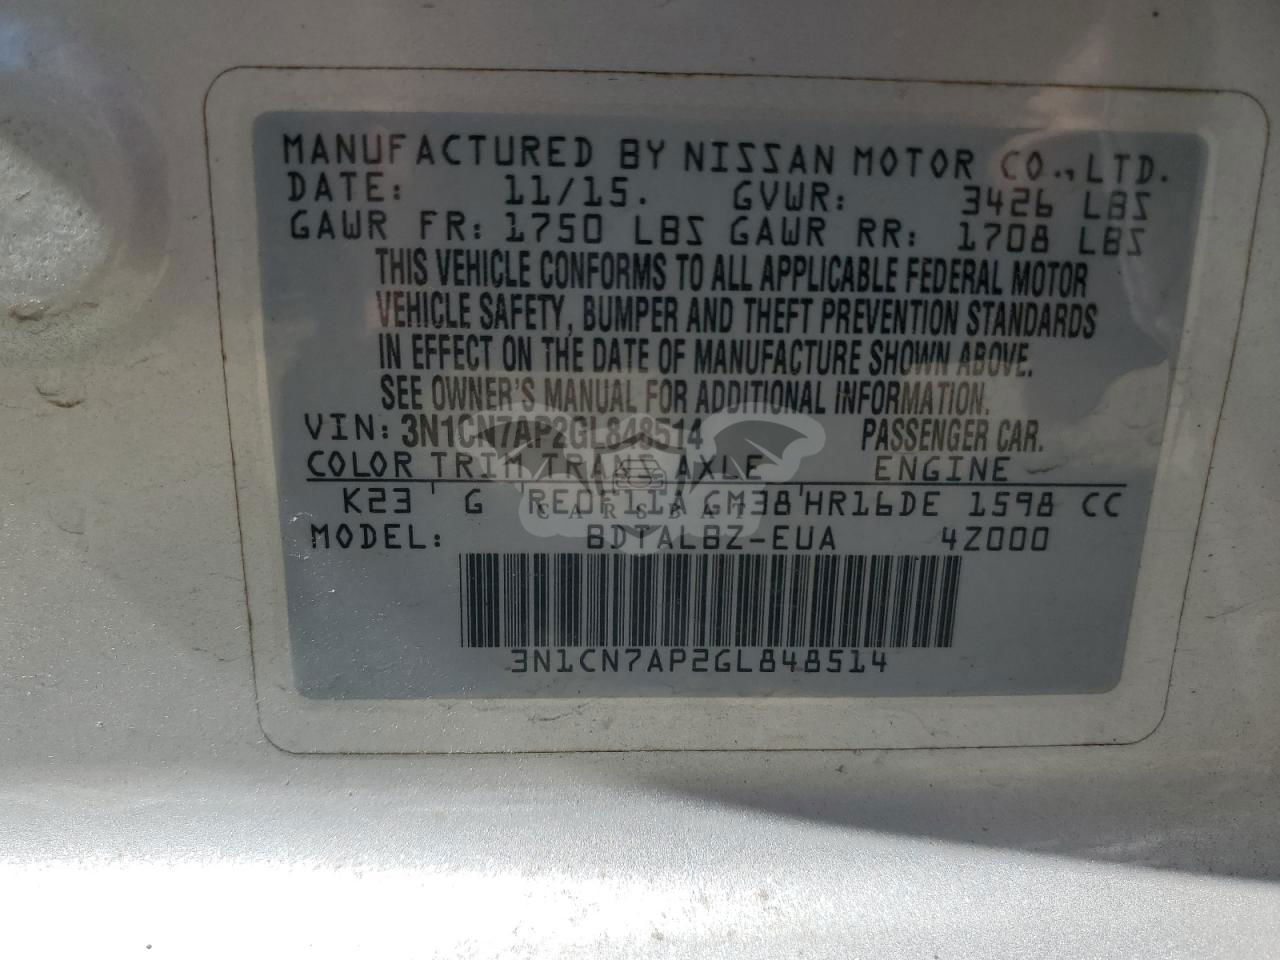 MANUFACTURED BY NISSAN MOTOR CO., LTD.
DATE: 11/15. GVWR: 3426 LBS
GAWR FR: 1750 LBS GAWR RR: 1708 LBS
THIS VEHICLE CONFORMS TO ALL APPLICABLE FEDERAL MOTOR
VEHICLE SAFETY, BUMPER AND THEFT PREVENTION STANDARDS
IN EFFECT ON THE DATE OF MANUFACTURE SHOWN ABOVE.
SEE OWNER'S MANUAL FOR ADDITIONAL INFORMATION.
VIN: 3N1CN7AP2GL848514 PASSENGER CAR.
COLOR TRIM TRANS AXLE ENGINE
K23 G RE0F11A GM38 HR16DE 1598 CC
CARSBAT
MODEL: BDTALBZ-EUA 4Z000
3N1CN7AP2GL848514